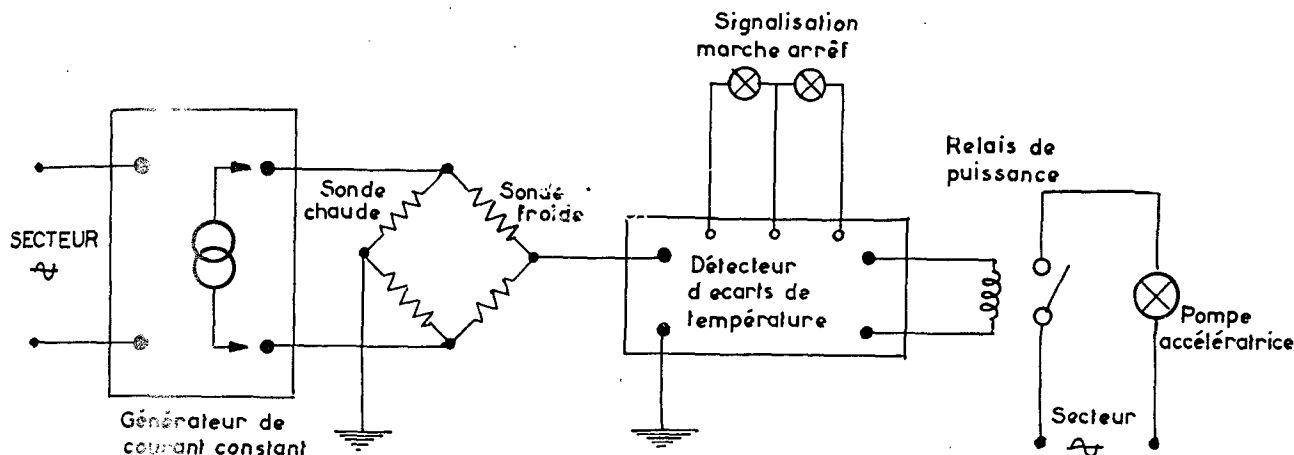 Signalisation
marche arrêt
Relais de
puissance
Sonde
chaude
Sonde
froide
SECTEUR
Détecteur
d ecarts de
température
Pompe
accélératrice
Générateur de
courant constant
Secteur